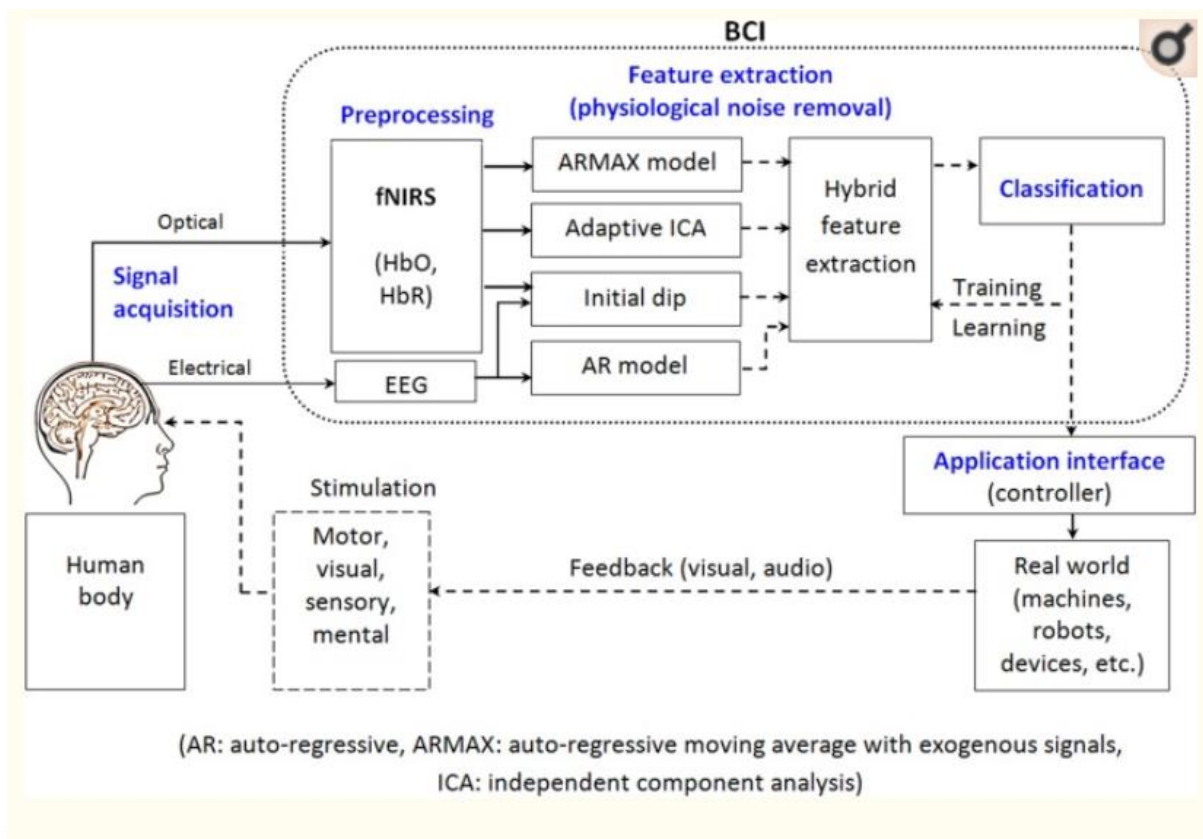 BCI
Feature extraction
(physiological noise removal)
Preprocessing
fNIRS
(HbO,
HbR)
ARMAX model
Adaptive ICA
Initial dip
AR model
Hybrid
feature
extraction
Classification
Training
Learning
Optical
Signal
acquisition
Electrical
EEG
Application interface
(controller)
Stimulation
Motor,
visual,
sensory,
mental
Human
body
Feedback (visual, audio)
Real world
(machines,
robots,
devices, etc.)
(AR: auto-regressive, ARMAX: auto-regressive moving average with exogenous signals,
ICA: independent component analysis)